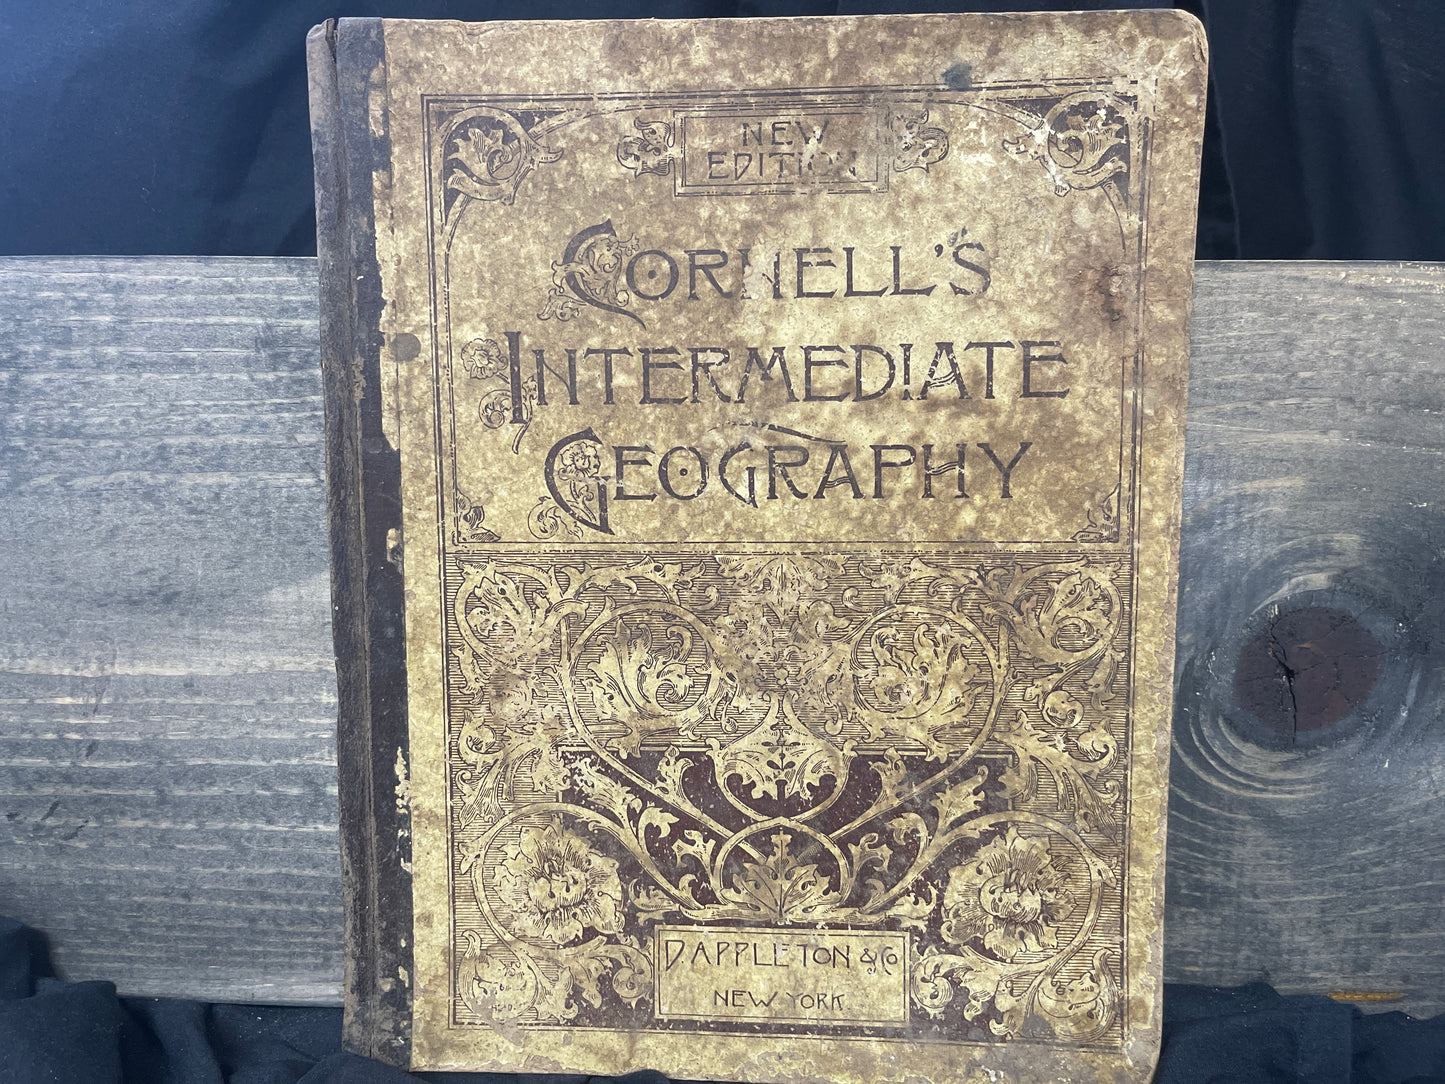 NEW
EDITION
CORNELL'S
INTERMEDIATE
GEOGRAPHY
D APPLETON & Co
NEW YORK